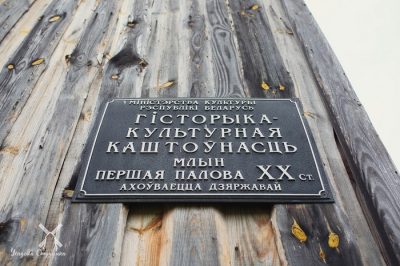 МІНІСТЭРСТВА КУЛЬТУРЫ
РЭСПУБЛІКІ БЕЛАРУСЬ
ГІСТОРЫКА-
КУЛЬТУРНАЯ
КАШТОЎНАСЦЬ
МЛЫН
ПЕРШАЯ ПАЛОВА XX СТ.
АХОЎВАЕЦЦА ДЗЯРЖАВАЙ